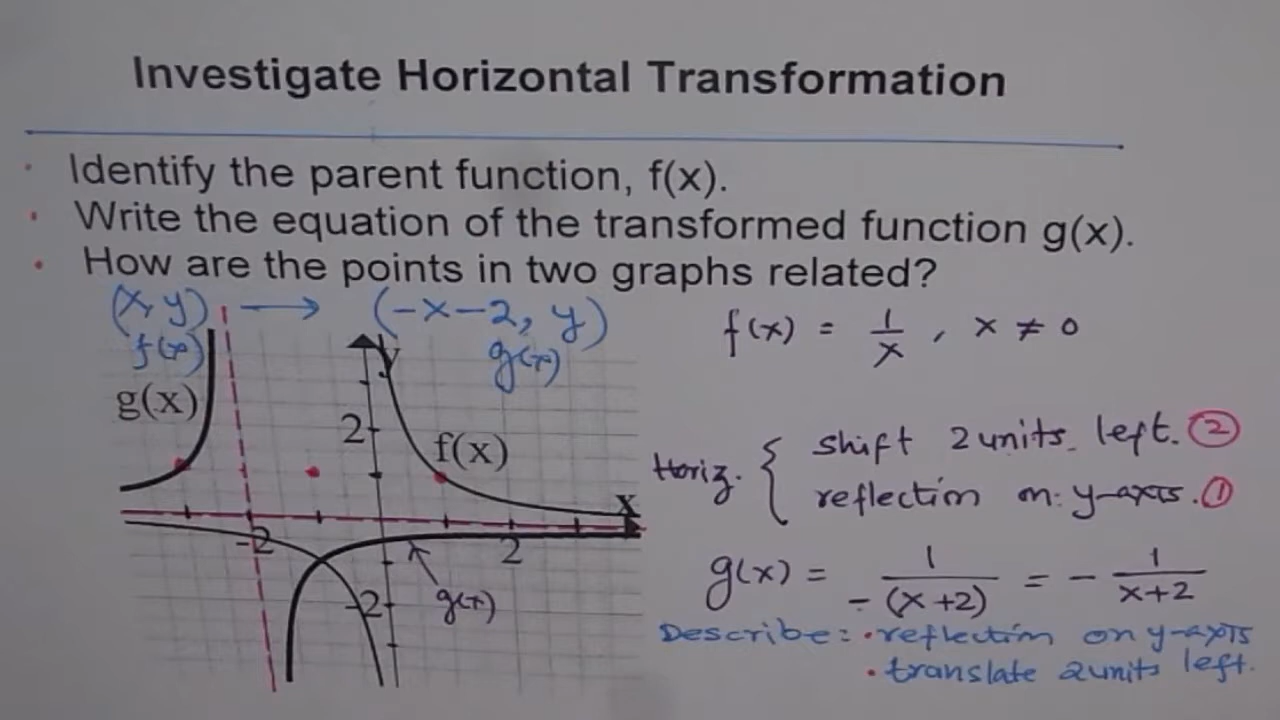 Investigate Horizontal Transformation
• Identify the parent function, f(x).
• Write the equation of the transformed function g(x).
• How are the points in two graphs related?
(x, y) → (-x-2, y)
f(x) g(x)
f(x) = 1/x , x ≠ 0
g(x)
y
2
f(x)
x
-2
2
-2
g(x)
Horiz. { shift 2 units left. ②
reflection on: y-axis. ①
g(x) = 1/-(x+2) = - 1/x+2
Describe: • reflection on y-axis
• translate 2 units left.